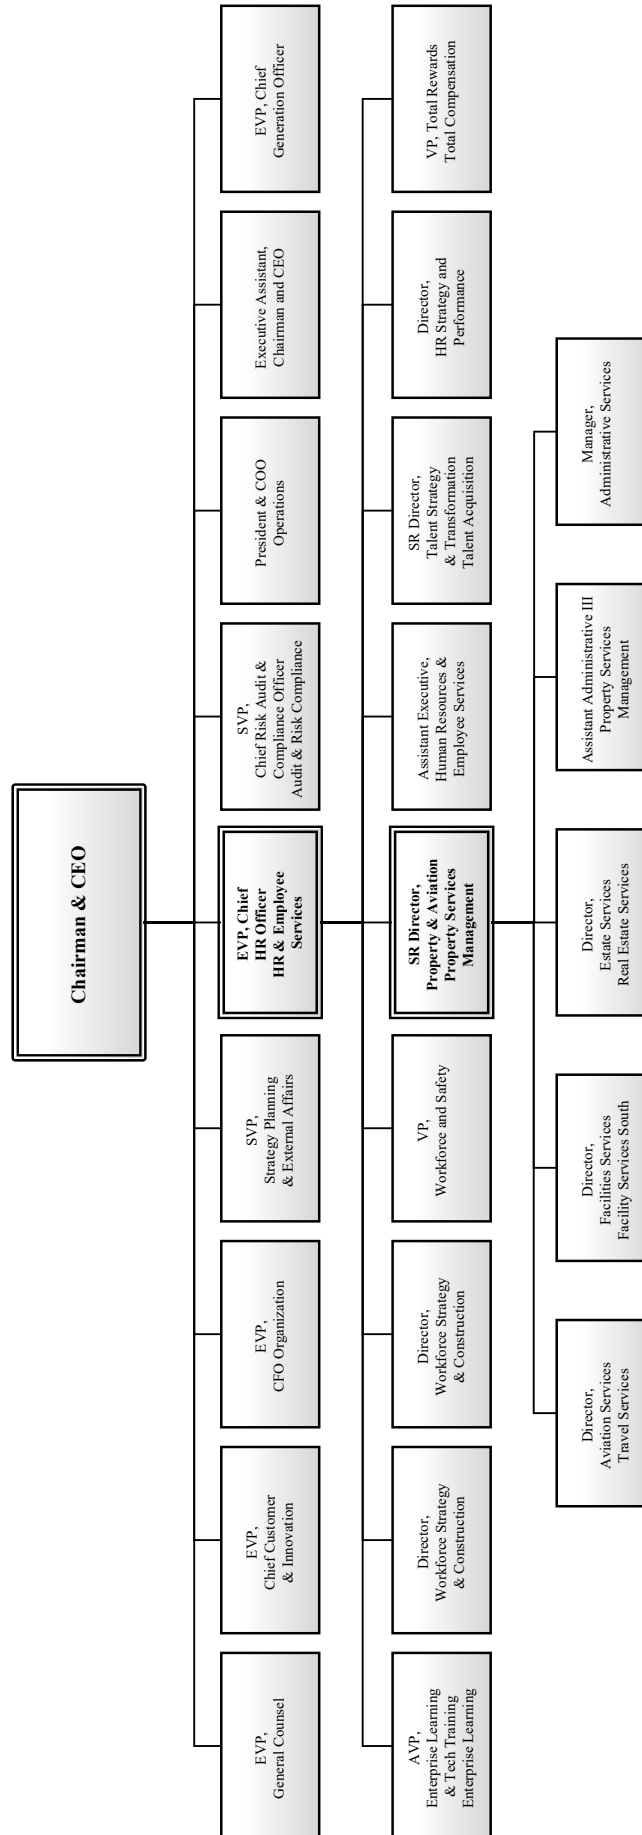 Chairman & CEO
EVP,
General Counsel
EVP,
Chief Customer
& Innovation
EVP,
CFO Organization
SVP,
Strategy Planning
& External Affairs
EVP, Chief
HR Officer
HR & Employee
Services
SVP,
Chief Risk Audit &
Compliance Officer
Audit & Risk Compliance
President & COO
Operations
Executive Assistant,
Chairman and CEO
EVP, Chief
Generation Officer
AVP,
Enterprise Learning
& Tech Training
Enterprise Learning
Director,
Workforce Strategy
& Construction
Director,
Workforce Strategy
& Construction
VP,
Workforce and Safety
SR Director,
Property & Aviation
Property Services
Management
Assistant Executive,
Human Resources &
Employee Services
SR Director,
Talent Strategy
& Transformation
Talent Acquisition
Director,
HR Strategy and
Performance
VP, Total Rewards
Total Compensation
Director,
Aviation Services
Travel Services
Director,
Facilities Services
Facility Services South
Director,
Estate Services
Real Estate Services
Assistant Administrative III
Property Services
Management
Manager,
Administrative Services